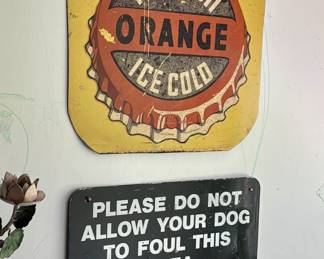 ORANGE
ICE COLD
PLEASE DO NOT
ALLOW YOUR DOG
TO FOUL THIS